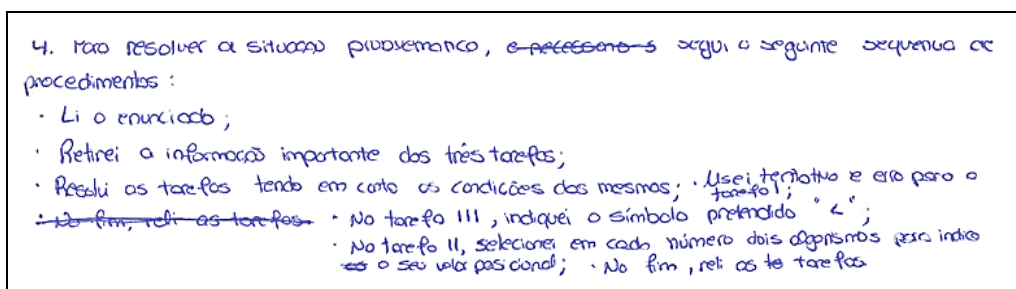 4. Para resolver a situação problemática, e necessário s segui a seguinte sequência de
procedimentos :
· Li o enunciado ;
· Retirei a informação importante das três tarefas;
· Resolvi as tarefas tendo em conta as condições das mesmas; · Usei tentativa e erro para a
tarefa I;
· No fim, reli as tarefas · Na tarefa III, indiquei o símbolo pretendido "<" ;
· Na tarefa II, selecionei em cada número dois algarismos para indicar
o seu valor posicional; · No fim, reli as te tarefas